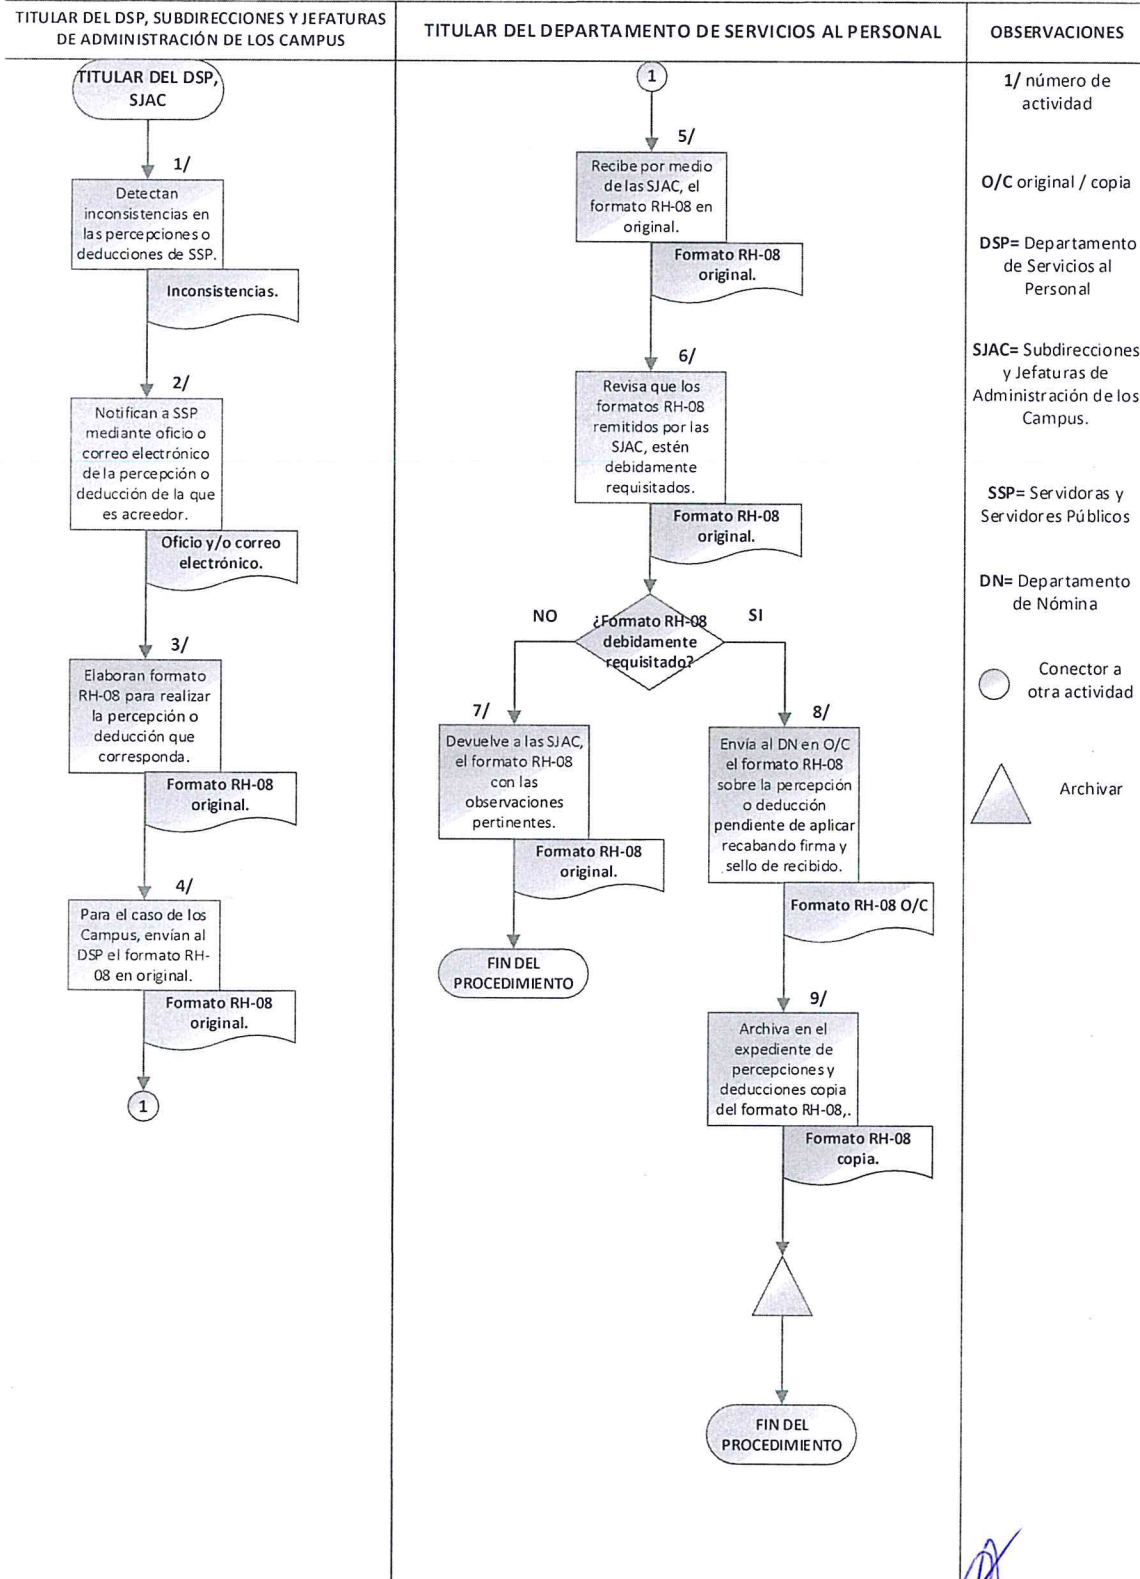 TITULAR DEL DSP, SUBDIRECCIONES Y JEFATURAS
DE ADMINISTRACIÓN DE LOS CAMPUS
TITULAR DEL DSP,
SJAC
1/
Detectan
inconsistencias en
las percepciones o
deducciones de SSP.
Inconsistencias.
2/
Notifican a SSP
mediante oficio o
correo electrónico
de la percepción o
deducción de la que
es acreedor.
Oficio y/o correo
electrónico.
3/
Elaboran formato
RH-08 para realizar
la percepción o
deducción que
corresponda.
Formato RH-08
original.
4/
Para el caso de los
Campus, envían al
DSP el formato RH-
08 en original.
Formato RH-08
original.
1
TITULAR DEL DEPARTAMENTO DE SERVICIOS AL PERSONAL
1
5/
Recibe por medio
de las SJAC, el
formato RH-08 en
original.
Formato RH-08
original.
6/
Revisa que los
formatos RH-08
remitidos por las
SJAC, estén
debidamente
requisitados.
Formato RH-08
original.
¿Formato RH-08
debidamente
requisitado?
NO
SI
7/
Devuelve a las SJAC,
el formato RH-08
con las
observaciones
pertinentes.
Formato RH-08
original.
FIN DEL
PROCEDIMIENTO
8/
Envía al DN en O/C
el formato RH-08
sobre la percepción
o deducción
pendiente de aplicar
recabando firma y
sello de recibido.
Formato RH-08 O/C
9/
Archiva en el
expediente de
percepciones y
deducciones copia
del formato RH-08,.
Formato RH-08
copia.
FIN DEL
PROCEDIMIENTO
OBSERVACIONES
1/ número de
actividad
O/C original / copia
DSP= Departamento
de Servicios al
Personal
SJAC= Subdirecciones
y Jefaturas de
Administración de los
Campus.
SSP= Servidoras y
Servidores Públicos
DN= Departamento
de Nómina
Conector a
otra actividad
Archivar